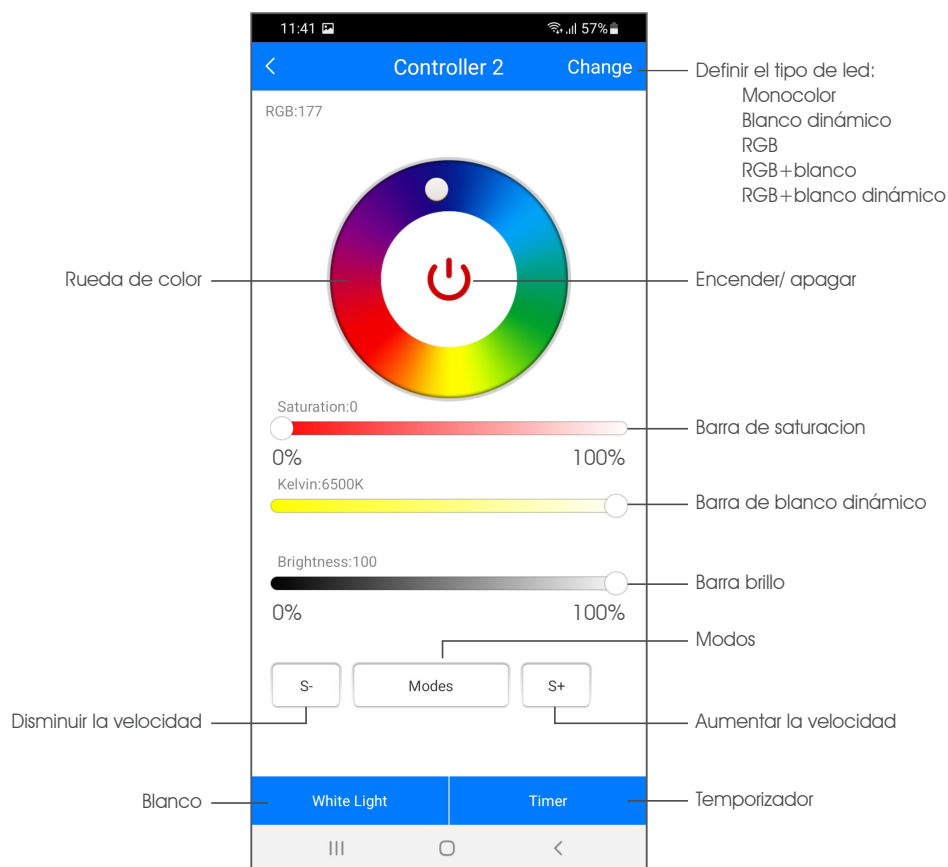 11:41
57%
Controller 2
Change
Definir el tipo de led:
Monocolor
Blanco dinámico
RGB
RGB+blanco
RGB+blanco dinámico
RGB:177
Rueda de color
Encender/ apagar
Saturation:0
Barra de saturacion
0%
100%
Kelvin:6500K
Barra de blanco dinámico
Brightness:100
Barra brillo
0%
100%
Modos
S-
Modes
S+
Disminuir la velocidad
Aumentar la velocidad
Blanco
White Light
Timer
Temporizador